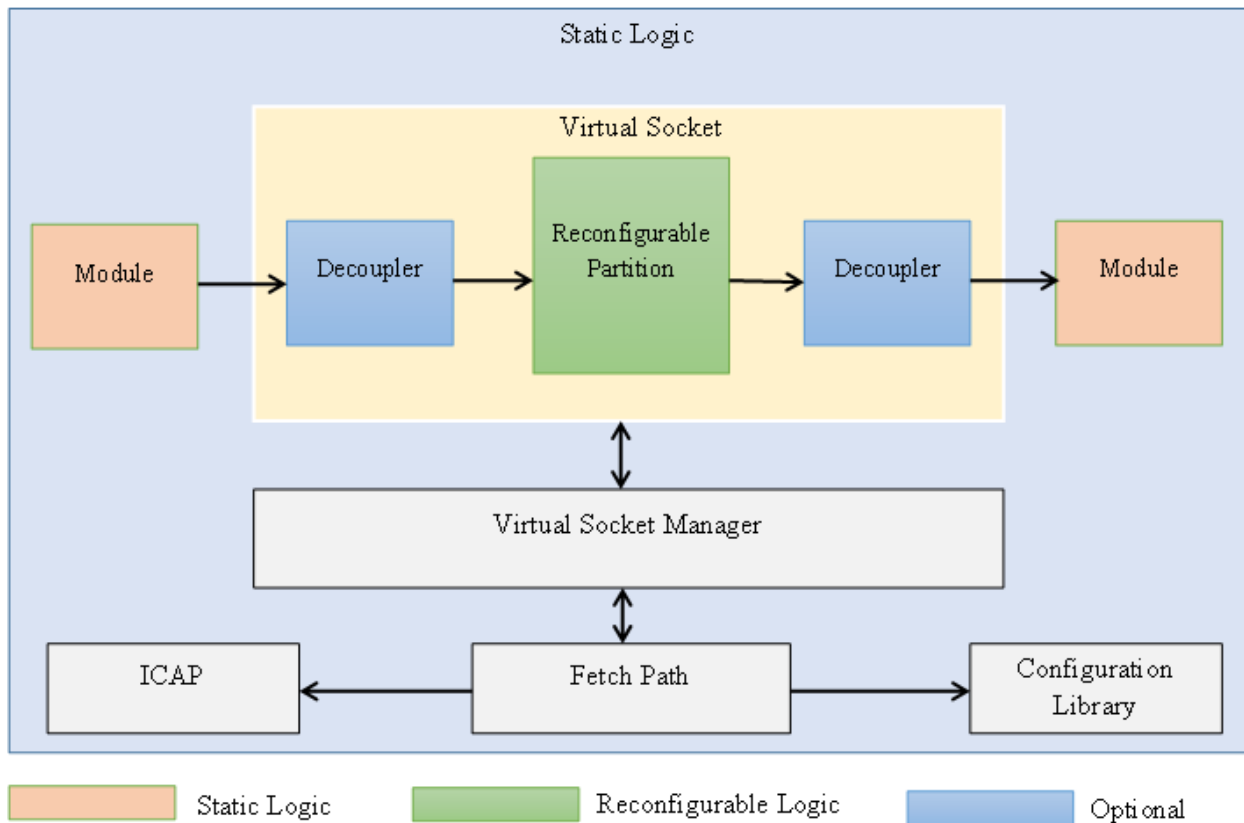 Static Logic
Virtual Socket
Module
Decoupler
Reconfigurable
Partition
Decoupler
Module
Virtual Socket Manager
ICAP
Fetch Path
Configuration
Library
Static Logic
Reconfigurable Logic
Optional